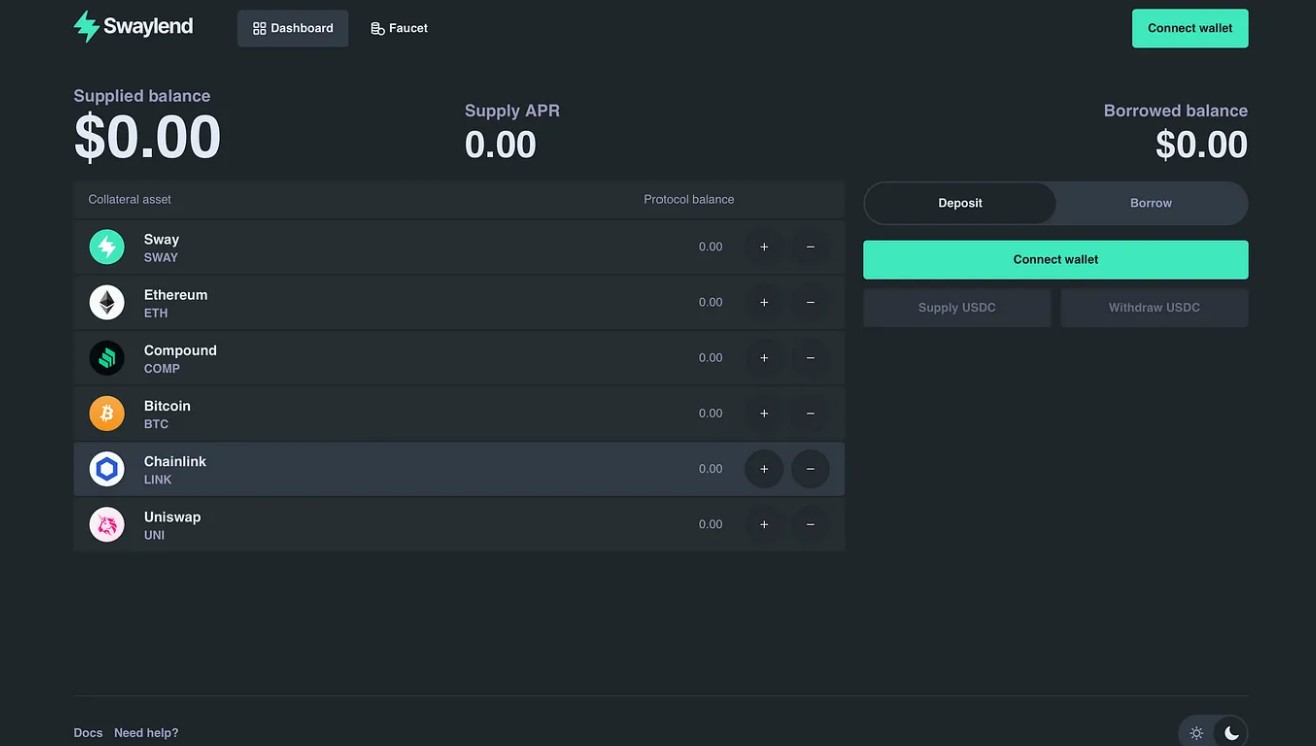 Swaylend
Dashboard
Faucet
Connect wallet
Supplied balance
$0.00
Supply APR
0.00
Borrowed balance
$0.00
Collateral asset
Protocol balance
Sway
SWAY
0.00
+
−
Ethereum
ETH
0.00
+
−
Compound
COMP
0.00
+
−
Bitcoin
BTC
0.00
+
−
Chainlink
LINK
0.00
+
−
Uniswap
UNI
0.00
+
−
Deposit
Borrow
Connect wallet
Supply USDC
Withdraw USDC
Docs
Need help?